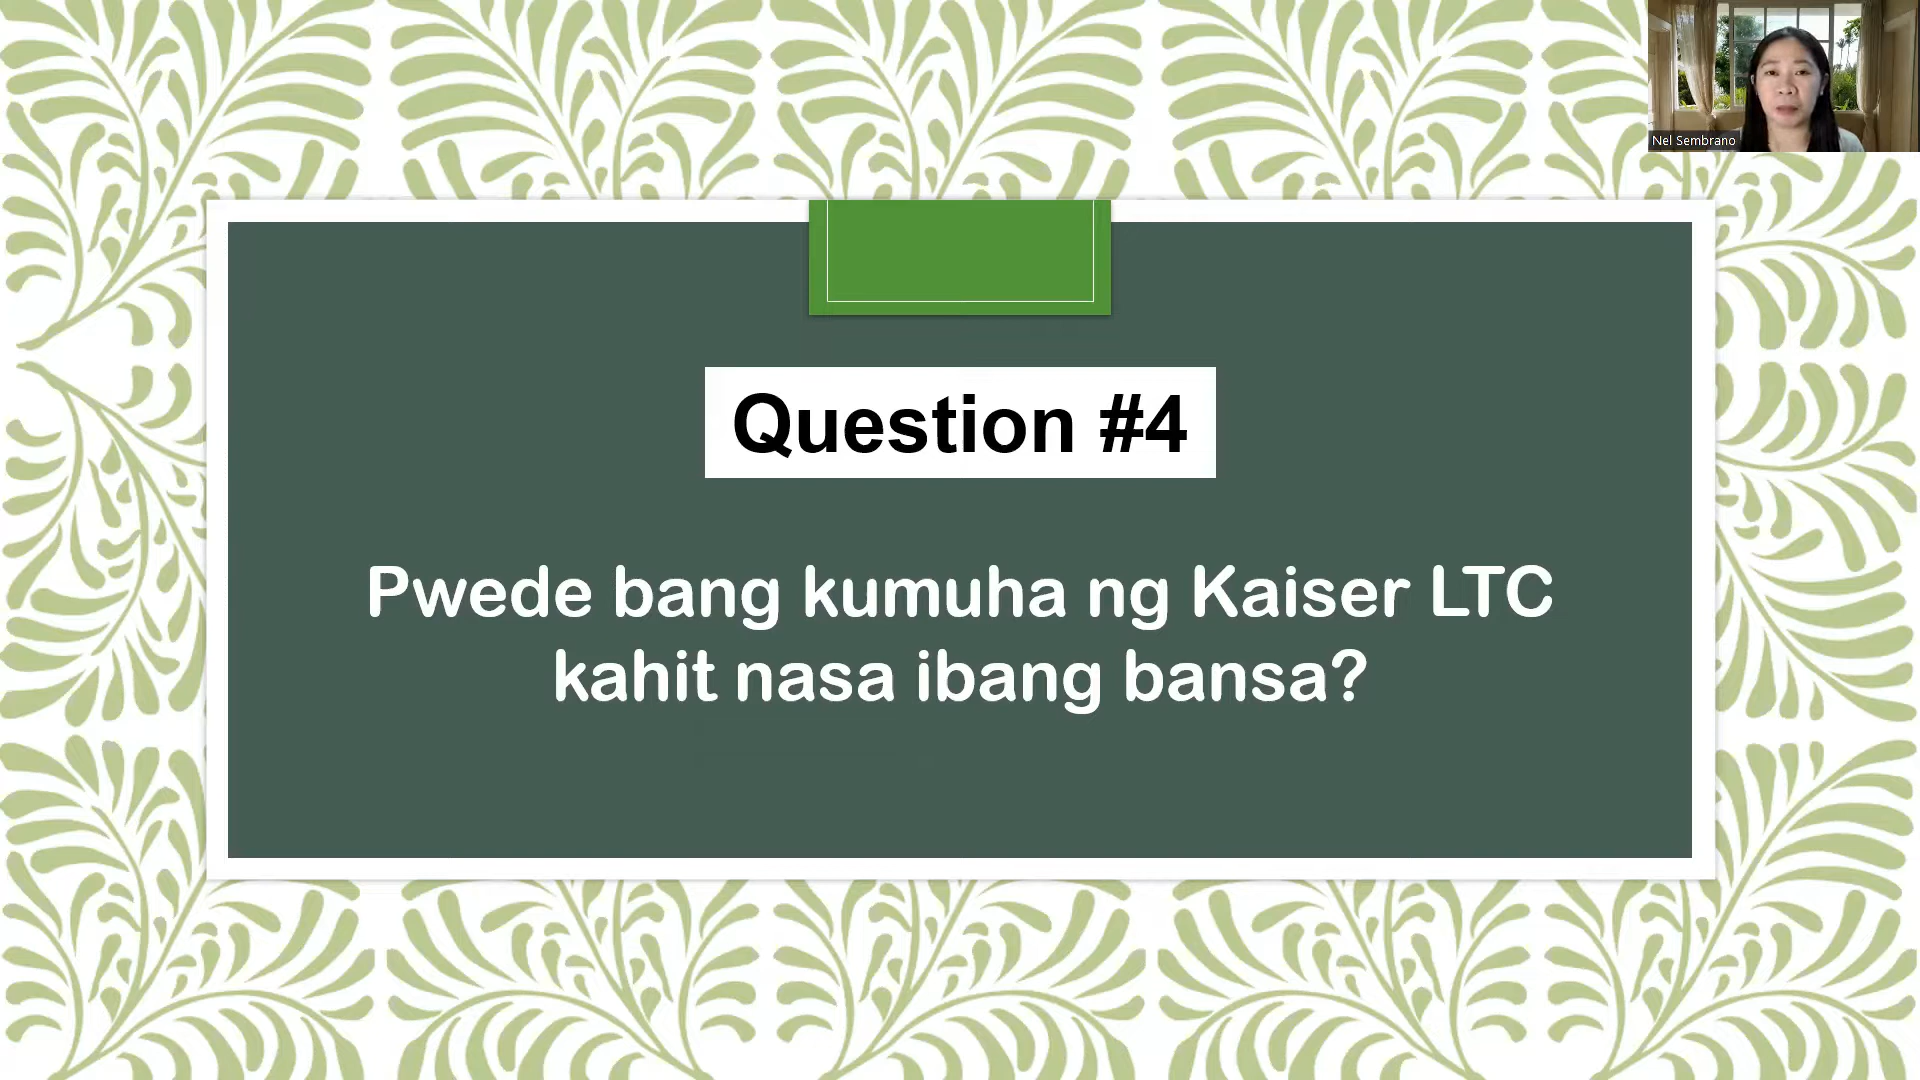 Nel Sembrano
Question #4
Pwede bang kumuha ng Kaiser LTC
kahit nasa ibang bansa?